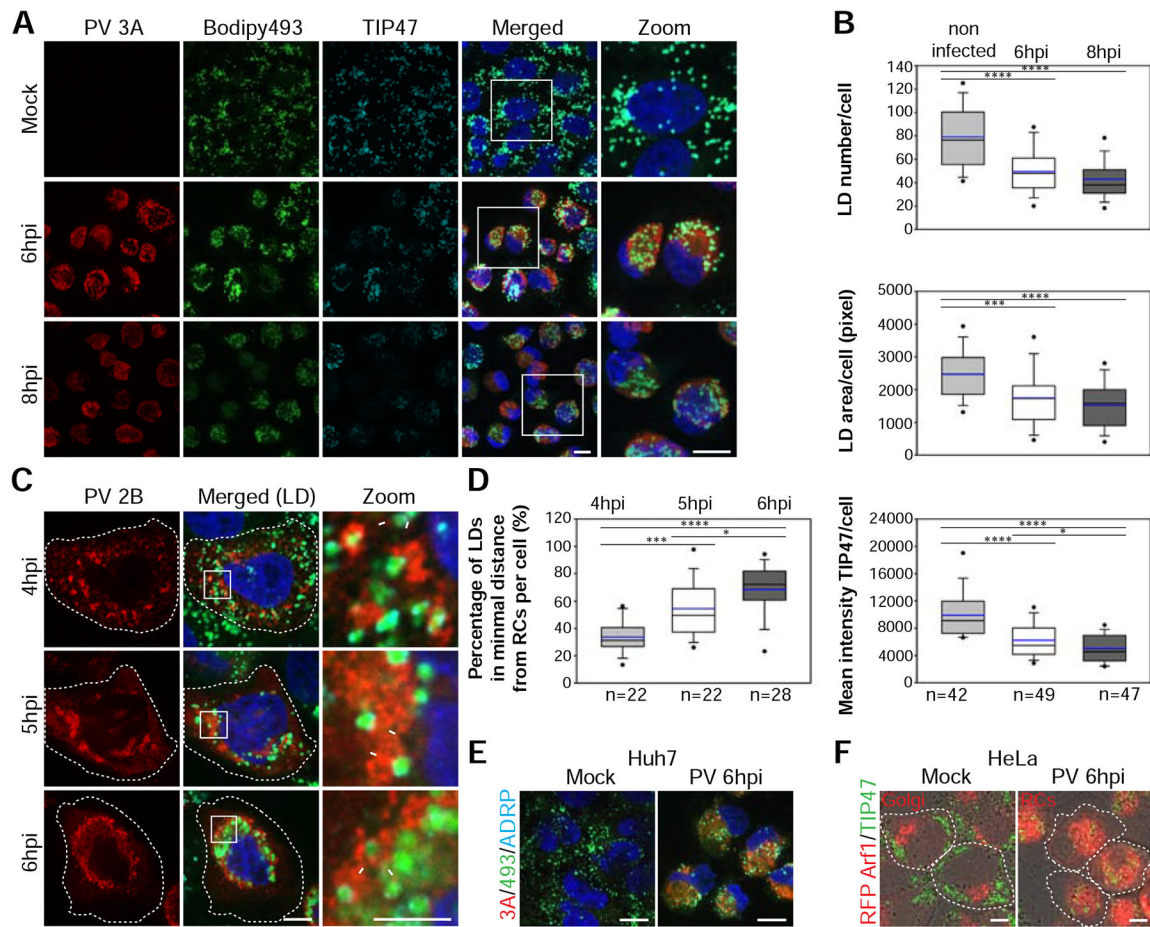 A
PV 3A
Bodipy493
TIP47
Merged
Zoom
Mock
6hpi
8hpi
B
non infected
6hpi
8hpi
****
****
140
120
100
80
60
40
20
0
LD number/cell
****
***
5000
4000
3000
2000
1000
0
LD area/cell (pixel)
****
****
*
24000
20000
16000
12000
8000
4000
Mean intensity TIP47/cell
n=42
n=49
n=47
C
PV 2B
Merged (LD)
Zoom
4hpi
5hpi
6hpi
D
4hpi
5hpi
6hpi
****
***
*
120
100
80
60
40
20
0
Percentage of LDs
in minmal distance
from RCs per cell (%)
n=22
n=22
n=28
E
Huh7
Mock
PV 6hpi
3A/493/ADRP
F
HeLa
Mock
PV 6hpi
Golgi
RCs
RFP Arf1/TIP47